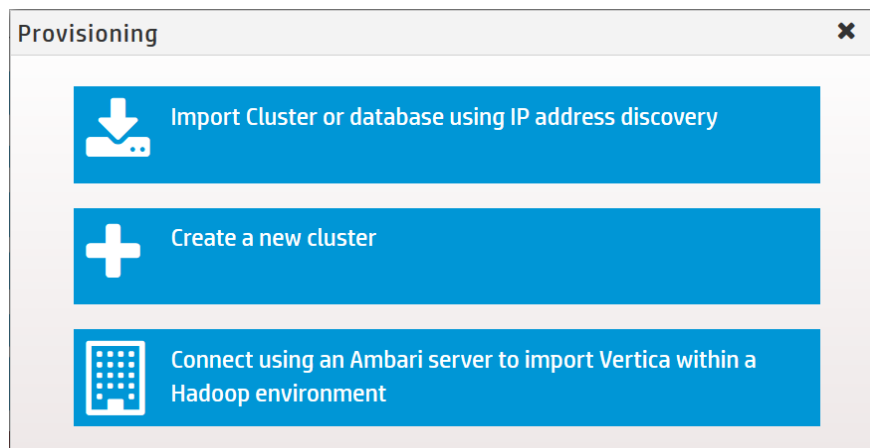 Provisioning
Import Cluster or database using IP address discovery
Create a new cluster
Connect using an Ambari server to import Vertica within a
Hadoop environment